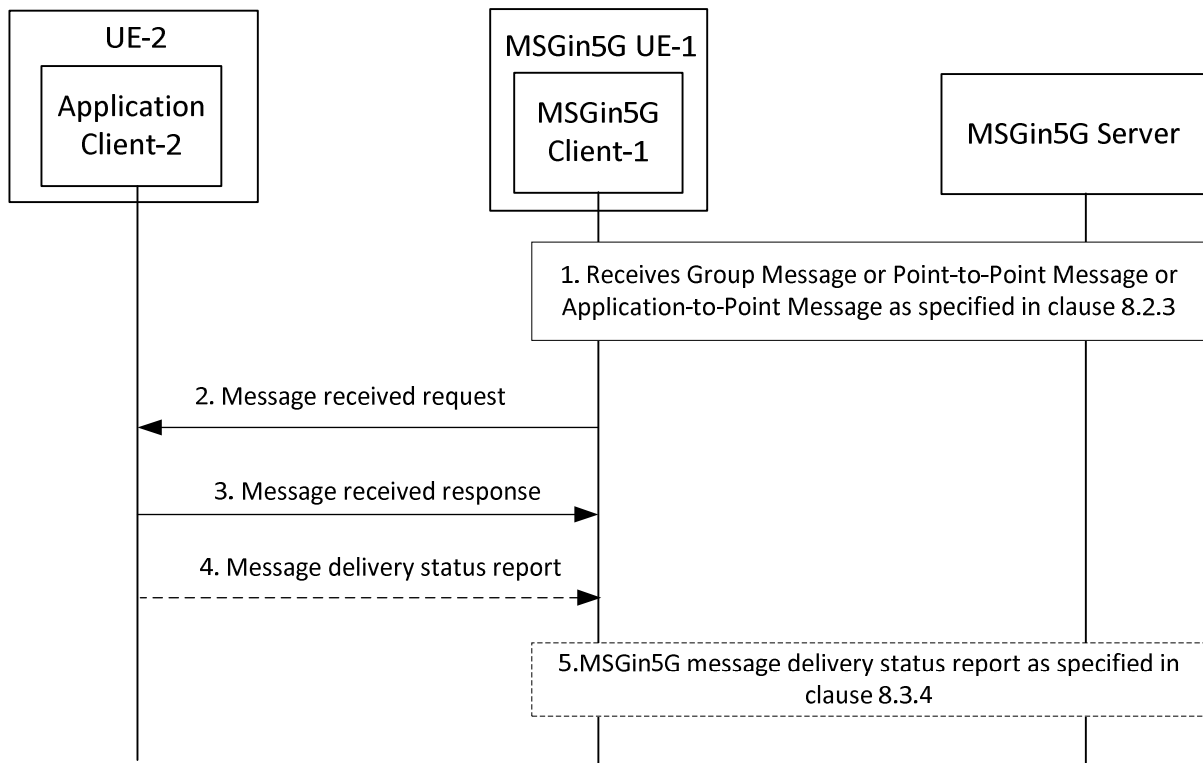 UE-2
Application
Client-2
MSGin5G UE-1
MSGin5G
Client-1
MSGin5G Server
1. Receives Group Message or Point-to-Point Message or
Application-to-Point Message as specified in clause 8.2.3
2. Message received request
3. Message received response
4. Message delivery status report
5.MSGin5G message delivery status report as specified in
clause 8.3.4